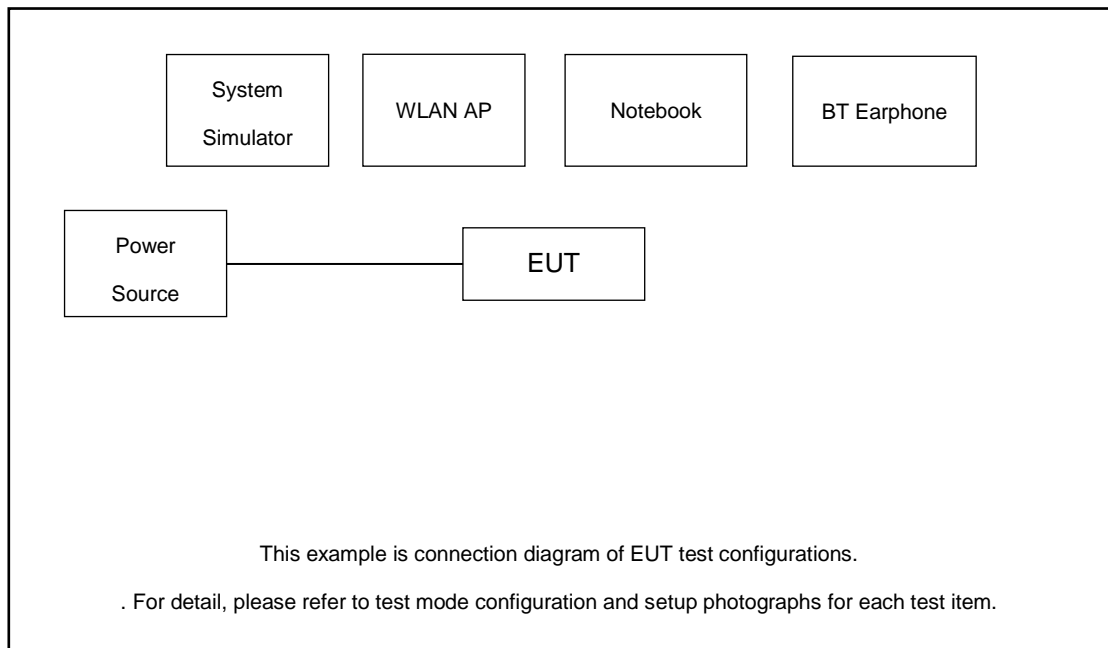 System
Simulator
WLAN AP
Notebook
BT Earphone
Power
Source
EUT
This example is connection diagram of EUT test configurations.
. For detail, please refer to test mode configuration and setup photographs for each test item.